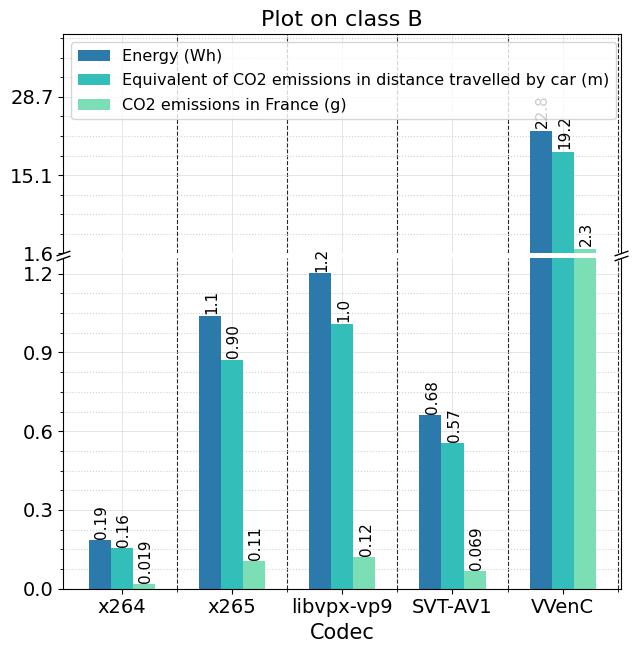 Plot on class B
Energy (Wh)
Equivalent of CO2 emissions in distance travelled by car (m)
CO2 emissions in France (g)
28.7
15.1
1.6
1.2
0.9
0.6
0.3
0.0
0.19
0.16
0.019
1.1
0.90
0.11
1.2
1.0
0.12
0.68
0.57
0.069
22.8
19.2
2.3
x264
x265
libvpx-vp9
SVT-AV1
VVenC
Codec